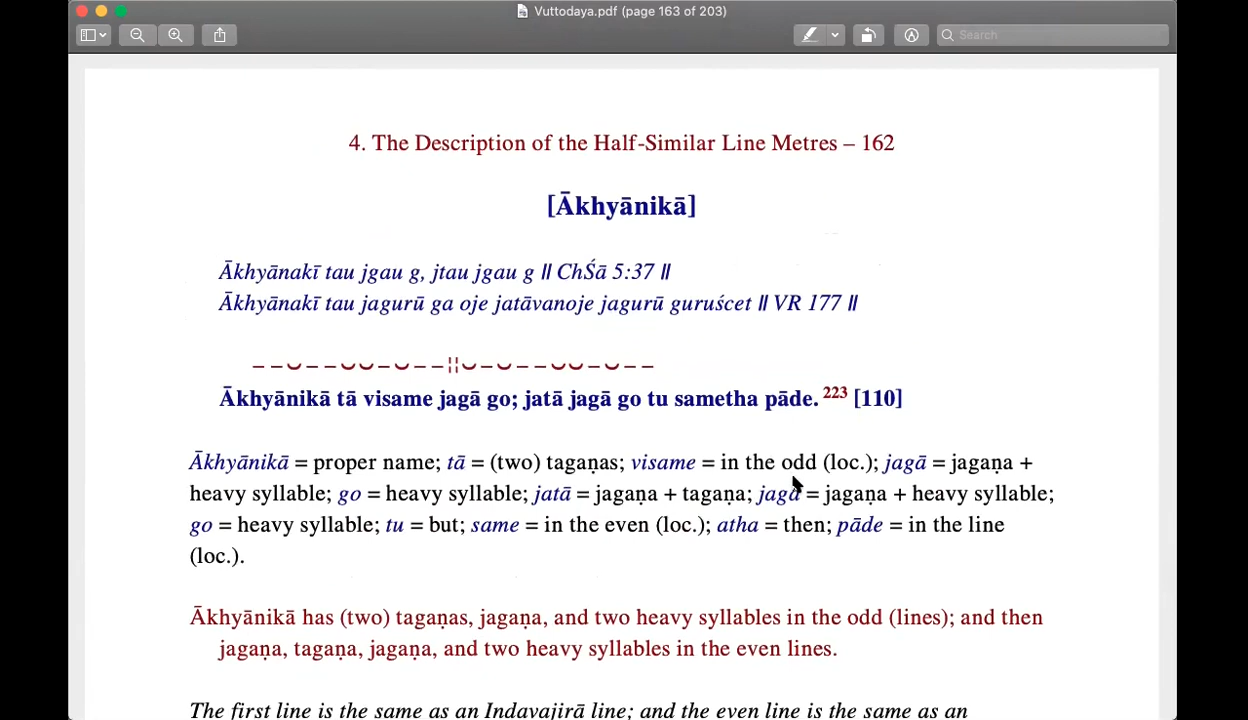 Vuttodaya.pdf (page 163 of 203)
Search
4. The Description of the Half-Similar Line Metres – 162
[Ākhyānikā]
Ākhyānakī tau jgau g, jtau jgau g ǁ ChŚā 5:37 ǁ
Ākhyānakī tau jagurū ga oje jatāvanoje jagurū guruścet ǁ VR 177 ǁ
− − ⏑ − − ⏑ ⏑ − ⏑ − − ¦¦ ⏑ − ⏑ − − ⏑ ⏑ − ⏑ − −
Ākhyānikā tā visame jagā go; jatā jagā go tu sametha pāde. 223 [110]
Ākhyānikā = proper name; tā = (two) tagaṇas; visame = in the odd (loc.); jagā = jagaṇa +
heavy syllable; go = heavy syllable; jatā = jagaṇa + tagaṇa; jagā = jagaṇa + heavy syllable;
go = heavy syllable; tu = but; same = in the even (loc.); atha = then; pāde = in the line
(loc.).
Ākhyānikā has (two) tagaṇas, jagaṇa, and two heavy syllables in the odd (lines); and then
jagaṇa, tagaṇa, jagaṇa, and two heavy syllables in the even lines.
The first line is the same as an Indavajirā line; and the even line is the same as an